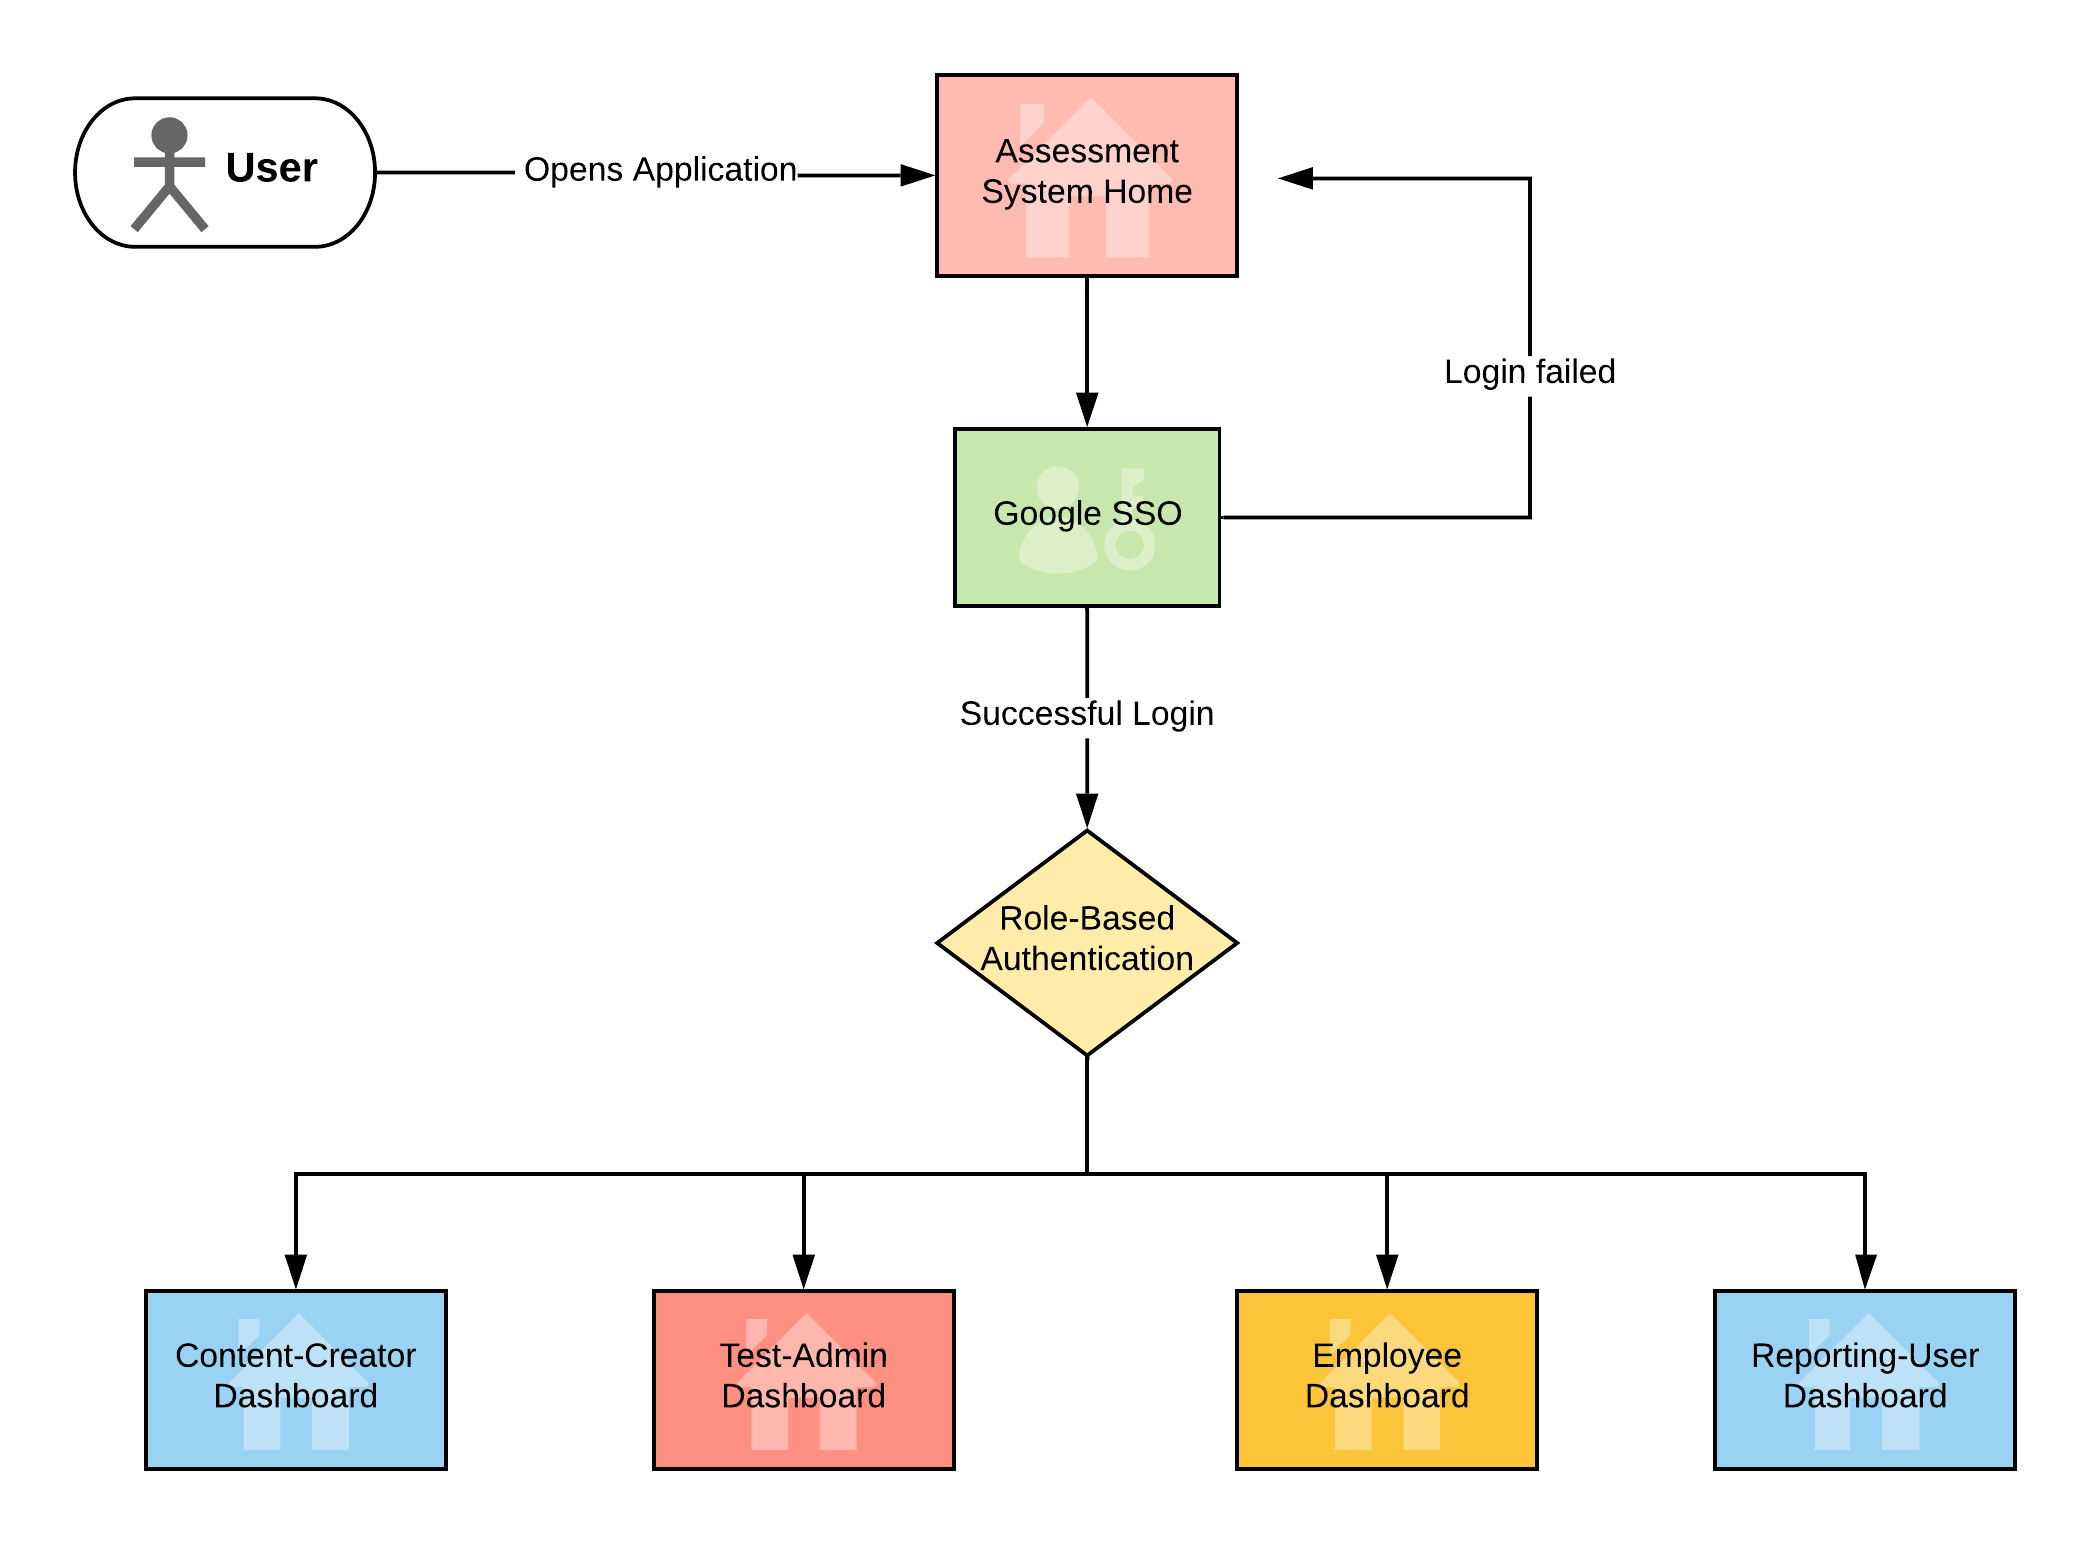 User
Opens Application
Assessment
System Home
Login failed
Google SSO
Successful Login
Role-Based
Authentication
Content-Creator
Dashboard
Test-Admin
Dashboard
Employee
Dashboard
Reporting-User
Dashboard